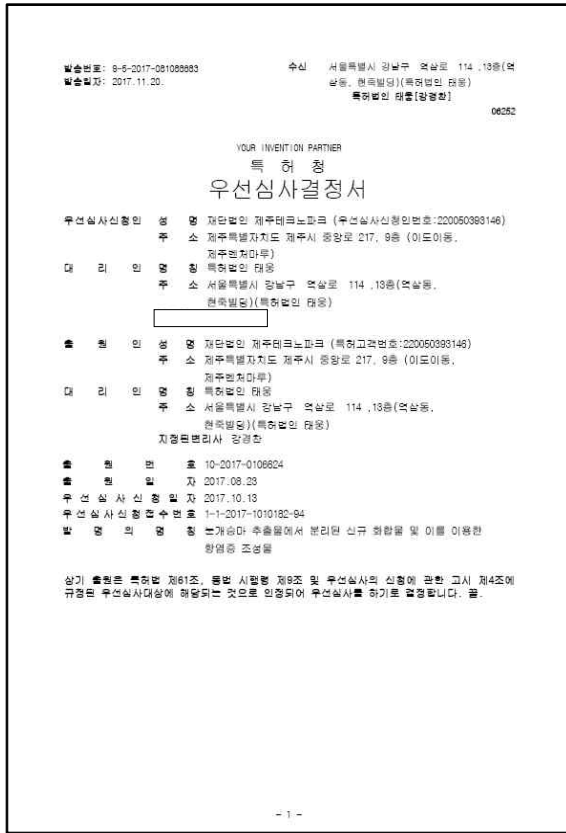 발송번호: 9-5-2017-081088683
발송일자: 2017.11.20.
수신 서울특별시 강남구 역삼로 114 ,13층(역
삼동, 현죽빌딩)(특허법인 태웅)
특허법인 태웅[강경찬]
06252
YOUR INVENTION PARTNER
특 허 청
우선심사결정서
우선심사신청인 성 명 재단법인 제주테크노파크 (우선심사신청인번호:220050393146)
주 소 제주특별자치도 제주시 중앙로 217, 9층 (이도이동,
제주벤처마루)
대 리 인 명 칭 특허법인 태웅
주 소 서울특별시 강남구 역삼로 114 ,13층(역삼동,
현죽빌딩)(특허법인 태웅)
출 원 인 성 명 재단법인 제주테크노파크 (특허고객번호:220050393146)
주 소 제주특별자치도 제주시 중앙로 217, 9층 (이도이동,
제주벤처마루)
대 리 인 명 칭 특허법인 태웅
주 소 서울특별시 강남구 역삼로 114 ,13층(역삼동,
현죽빌딩)(특허법인 태웅)
지정된변리사 강경찬
출 원 번 호 10-2017-0106624
출 원 일 자 2017.08.23
우 선 심 사 신 청 일 자 2017.10.13
우 선 심 사 신 청 접 수 번 호 1-1-2017-1010182-94
발 명 의 명 칭 눈개승마 추출물에서 분리된 신규 화합물 및 이를 이용한
항염증 조성물
상기 출원은 특허법 제61조, 동법 시행령 제9조 및 우선심사의 신청에 관한 고시 제4조에
규정된 우선심사대상에 해당되는 것으로 인정되어 우선심사를 하기로 결정합니다. 끝.
- 1 -